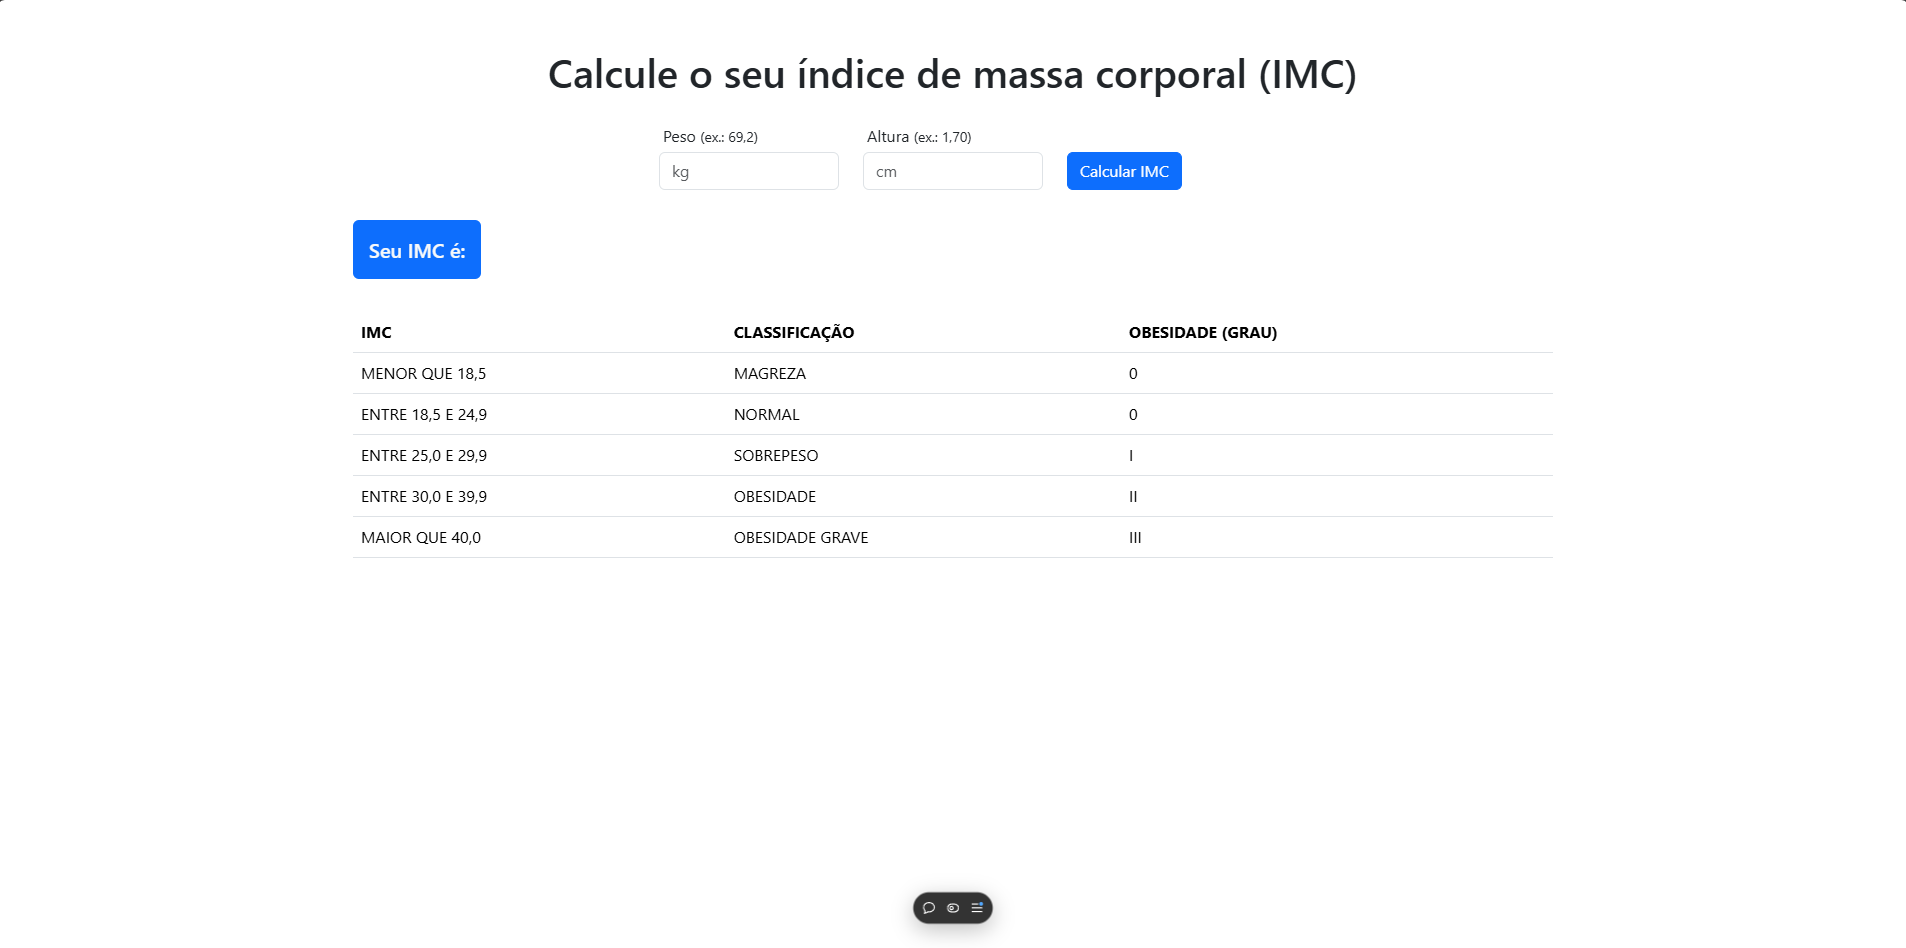 Calcule o seu índice de massa corporal (IMC)
Peso (ex.: 69,2) Altura (ex.: 1,70)
kg cm Calcular IMC
Seu IMC é:
IMC CLASSIFICAÇÃO OBESIDADE (GRAU)
MENOR QUE 18,5 MAGREZA 0
ENTRE 18,5 E 24,9 NORMAL 0
ENTRE 25,0 E 29,9 SOBREPESO I
ENTRE 30,0 E 39,9 OBESIDADE II
MAIOR QUE 40,0 OBESIDADE GRAVE III